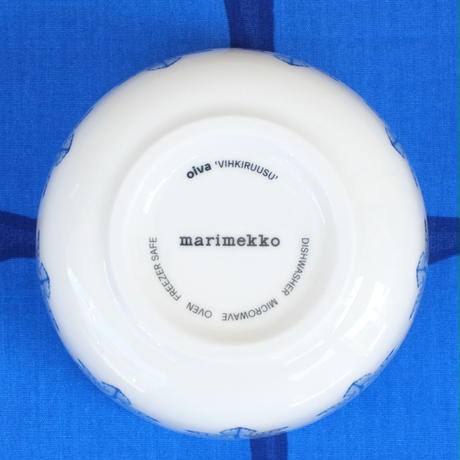 oiva 'VIHKIRUUSU'
marimekko
DISHWASHER MICROWAVE OVEN FREEZER SAFE